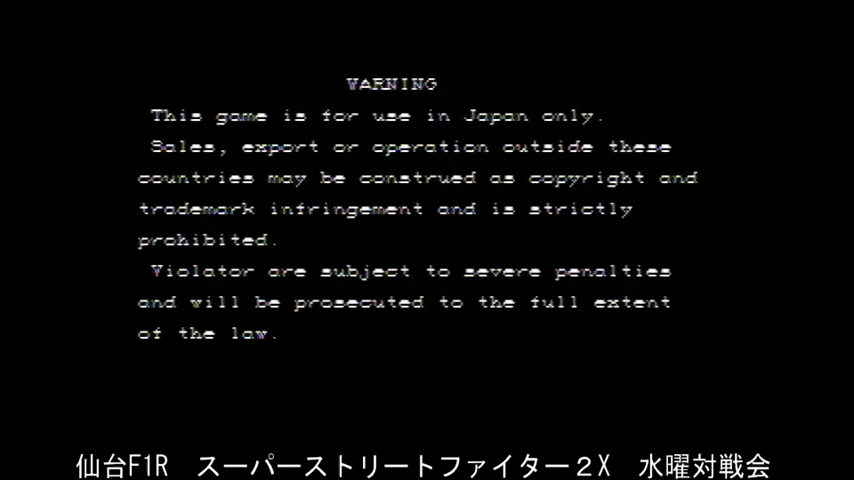 WARNING
This game is for use in Japan only.
Sales, export or operation outside these
countries may be construed as copyright and
trademark infringement and is strictly
prohibited.
Violator are subject to severe penalties
and will be prosecuted to the full extent
of the law.
仙台F1R　スーパーストリートファイター２X　水曜対戦会